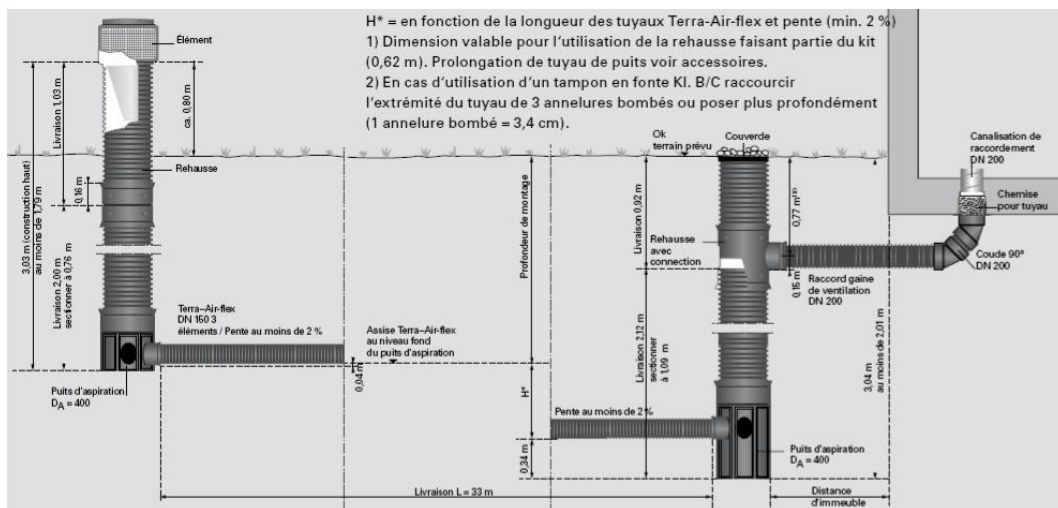 H* = en fonction de la longueur des tuyaux Terra-Air-flex et pente (min. 2 %)
1) Dimension valable pour l'utilisation de la rehausse faisant partie du kit
(0,62 m). Prolongation de tuyau de puits voir accessoires.
2) En cas d'utilisation d'un tampon en fonte Kl. B/C raccourcir
l'extrémité du tuyau de 3 annelures bombés ou poser plus profondément
(1 annelure bombé = 3,4 cm).
Élément
3,03 m (construction haut)
au moins de 1,79 m
Livraison 1,03 m
ca. 0,80 m
Rehausse
0,16 m
Livraison 2,00 m
sectionner à 0,76 m
Terra–Air-flex
DN 150 3
éléments / Pente au moins de 2 %
Puits d'aspiration
DA = 400
Assise Terra–Air-flex
au niveau fond
du puits d'aspiration
0,04 m
Profondeur de montage
H*
0,34 m
Pente au moins de 2 %
Ok
terrain prévu
Couverde
Livraison 0,92 m
Rehausse
avec
connection
Livraison 2,12 m
sectionner
à 1,09 m
0,15 m
Raccord gaine
de ventilation
DN 200
3,04 m
au moins de 2,01 m
Canalisation de
raccordement
DN 200
Chemise
pour tuyau
Coude 90°
DN 200
Puits d'aspiration
DA = 400
Livraison L = 33 m
Distance
d'immeuble